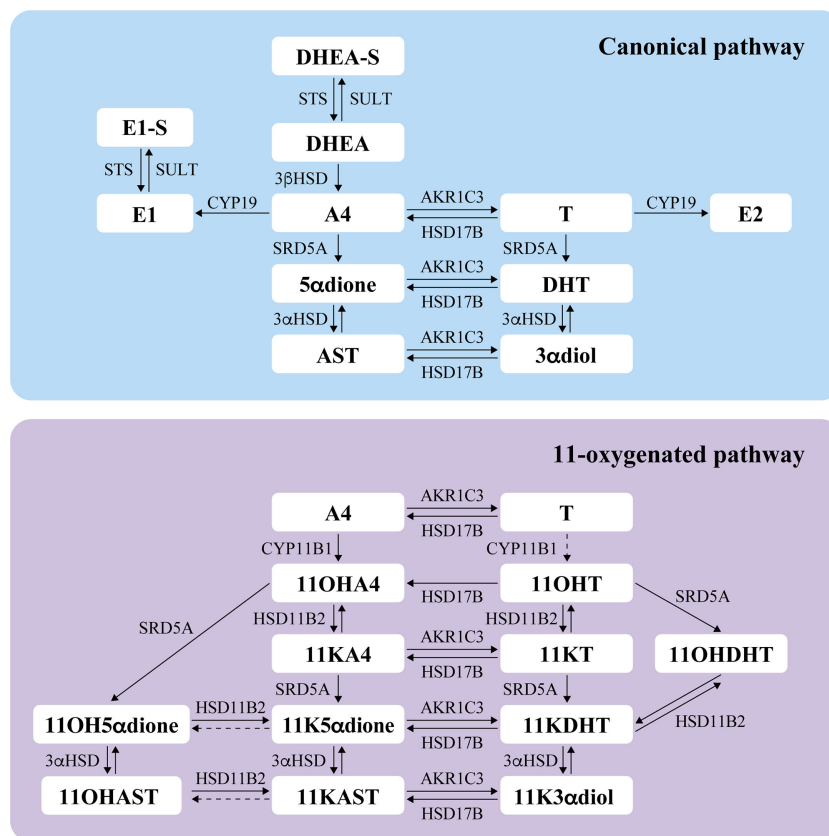 Canonical pathway
DHEA-S
STS SULT
E1-S
DHEA
STS SULT
3βHSD
E1 CYP19 A4 AKR1C3 HSD17B T CYP19 E2
SRD5A SRD5A
5αdione AKR1C3 HSD17B DHT
3αHSD 3αHSD
AST AKR1C3 HSD17B 3αdiol
11-oxygenated pathway
A4 AKR1C3 HSD17B T
CYP11B1 CYP11B1
11OHA4 HSD17B 11OHT
SRD5A HSD11B2 HSD11B2 SRD5A
11KA4 AKR1C3 HSD17B 11KT 11OHDHT
SRD5A SRD5A
11OH5αdione HSD11B2 11K5αdione AKR1C3 HSD17B 11KDHT HSD11B2
3αHSD 3αHSD 3αHSD
11OHAST HSD11B2 11KAST AKR1C3 HSD17B 11K3αdiol